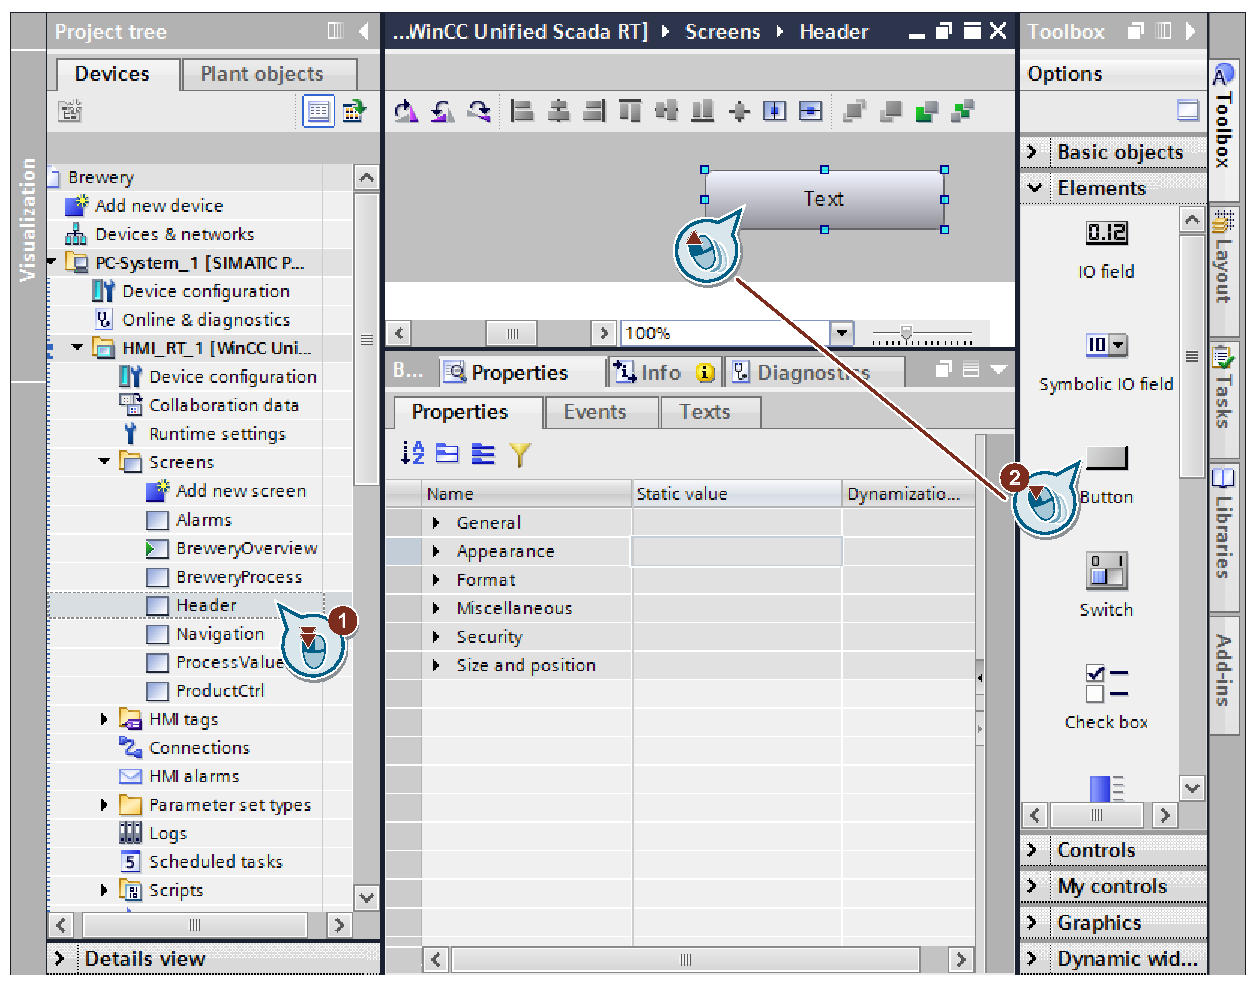 Project tree
Devices
Plant objects
Visualization
Brewery
Add new device
Devices & networks
PC-System_1 [SIMATIC P...
Device configuration
Online & diagnostics
HMI_RT_1 [WinCC Uni...
Device configuration
Collaboration data
Runtime settings
Screens
Add new screen
Alarms
BreweryOverview
BreweryProcess
Header
1
Navigation
ProcessValue
ProductCtrl
HMI tags
Connections
HMI alarms
Parameter set types
Logs
5 Scheduled tasks
Scripts
Details view
...WinCC Unified Scada RT] Screens Header
Text
100%
B...
Properties
Info
Diagnostics
Properties
Events
Texts
Name
Static value
Dynamizatio...
General
Appearance
Format
Miscellaneous
Security
Size and position
Toolbox
Options
Basic objects
Elements
0.12
IO field
10
Symbolic IO field
2
Button
0 1
Switch
Check box
Controls
My controls
Graphics
Dynamic wid...
Toolbox
Layout
Tasks
Libraries
Add-ins